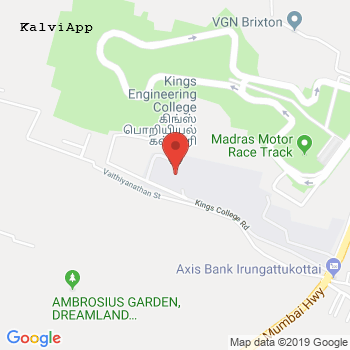 KalviApp
VGN Brixton
Kings
Engineering
College
கிங்ஸ்
பொறியியல்
Madras Motor
Race Track
Vaithiyanathan St
Kings College Rd
Axis Bank Irungattukottai
AMBROSIUS GARDEN,
DREAMLAND...
Mumbai Hwy
Google
Map data ©2019 Google